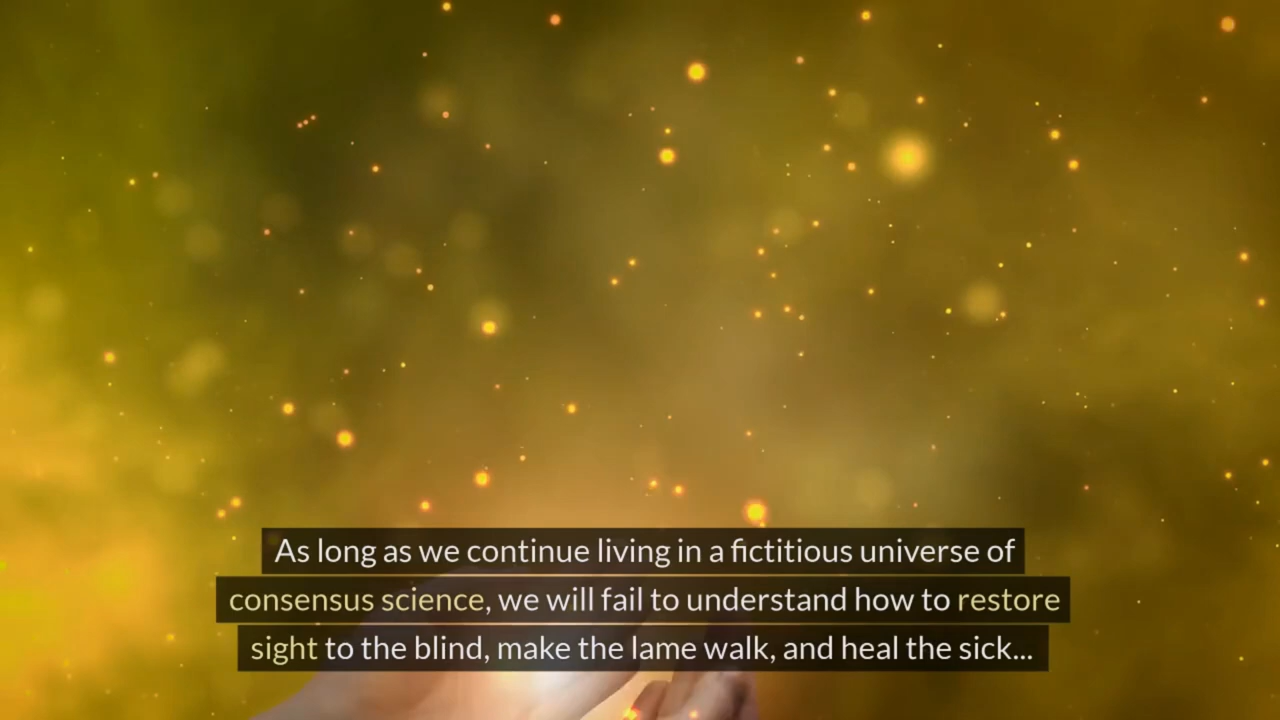 As long as we continue living in a fictitious universe of
consensus science, we will fail to understand how to restore
sight to the blind, make the lame walk, and heal the sick...